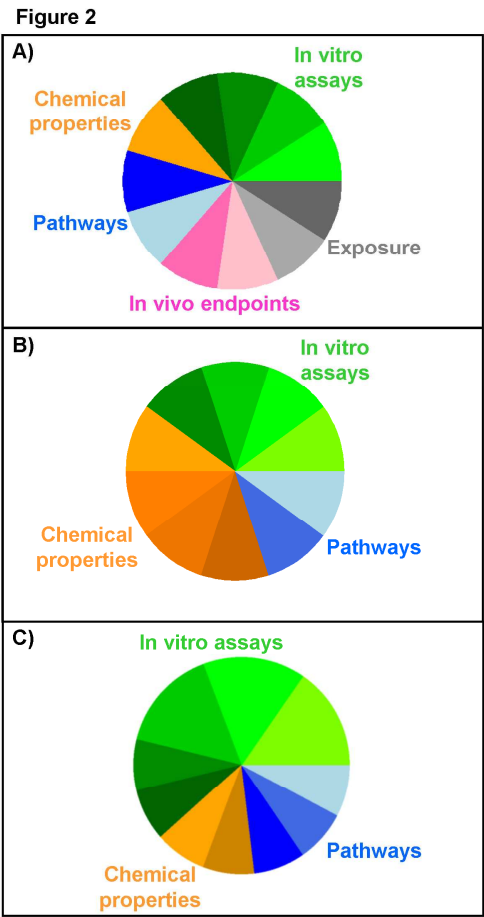 Figure 2
A)
In vitro
assays
Chemical
properties
Pathways
Exposure
In vivo endpoints
B)
In vitro
assays
Chemical
properties
Pathways
C)
In vitro assays
Pathways
Chemical
properties